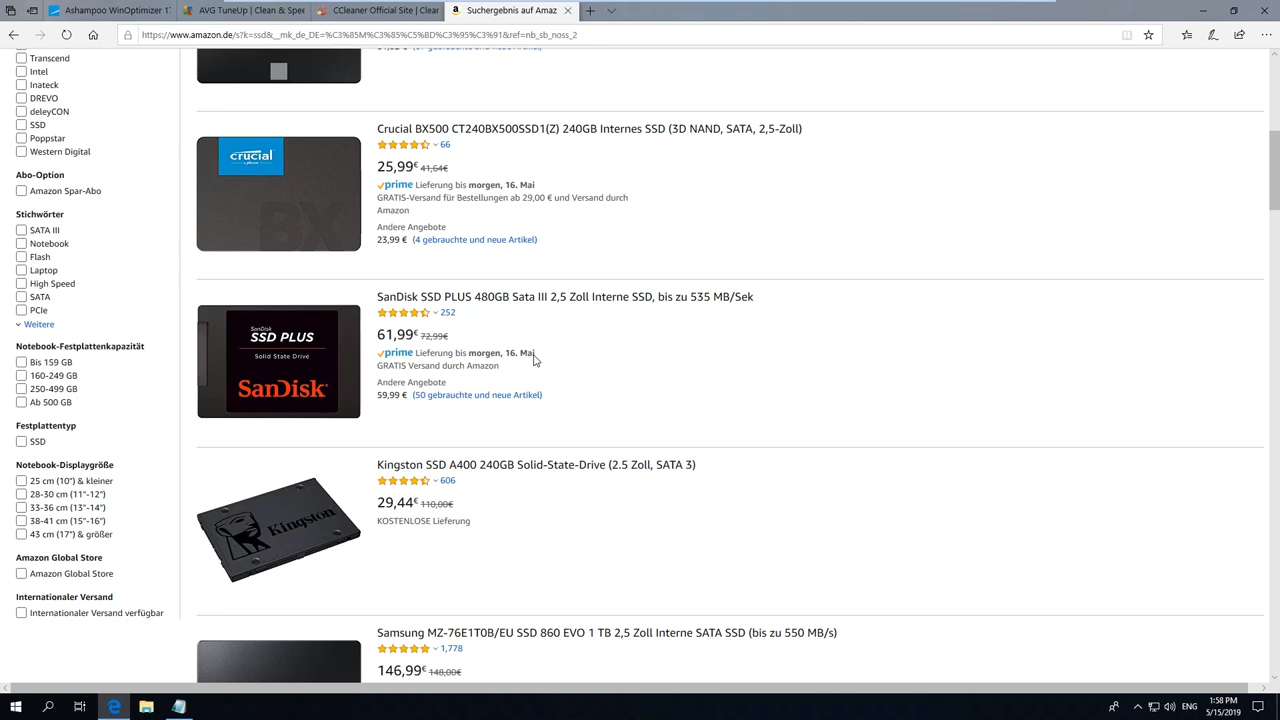 Ashampoo WinOptimizer 17
AVG TuneUp | Clean & Spee
CCleaner Official Site | Clear
Suchergebnis auf Amaz
https://www.amazon.de/s?k=ssd&__mk_de_DE=%C3%85M%C3%85%C5%BD%C3%95%C3%91&ref=nb_sb_noss_2
Transcend
Intel
Inateck
DREVO
deleyCON
SSD
Poppstar
Western Digital
Abo-Option
Amazon Spar-Abo
Stichwörter
SATA III
Notebook
Flash
Laptop
High Speed
SATA
PCIe
Weitere
Notebook-Festplattenkapazität
Bis 159 GB
160-249 GB
250-499 GB
Ab 500 GB
Festplattentyp
SSD
Notebook-Displaygröße
25 cm (10") & kleiner
28-30 cm (11"-12")
33-36 cm (13"-14")
38-41 cm (15"-16")
43 cm (17") & größer
Amazon Global Store
Amazon Global Store
Internationaler Versand
Internationaler Versand verfügbar
crucial
BX
Crucial BX500 CT240BX500SSD1(Z) 240GB Internes SSD (3D NAND, SATA, 2,5-Zoll)
66
25,99€ 41,64€
prime Lieferung bis morgen, 16. Mai
GRATIS-Versand für Bestellungen ab 29,00 € und Versand durch
Amazon
Andere Angebote
23,99 € (4 gebrauchte und neue Artikel)
SanDisk
SSD PLUS
Solid State Drive
SanDisk
SanDisk SSD PLUS 480GB Sata III 2,5 Zoll Interne SSD, bis zu 535 MB/Sek
252
61,99€ 72,99€
prime Lieferung bis morgen, 16. Mai
GRATIS Versand durch Amazon
Andere Angebote
59,99 € (50 gebrauchte und neue Artikel)
Kingston
Kingston SSD A400 240GB Solid-State-Drive (2.5 Zoll, SATA 3)
606
29,44€ 110,00€
KOSTENLOSE Lieferung
Samsung MZ-76E1T0B/EU SSD 860 EVO 1 TB 2,5 Zoll Interne SATA SSD (bis zu 550 MB/s)
1,778
146,99€ 148,00€
ENG
1:58 PM
5/15/2019